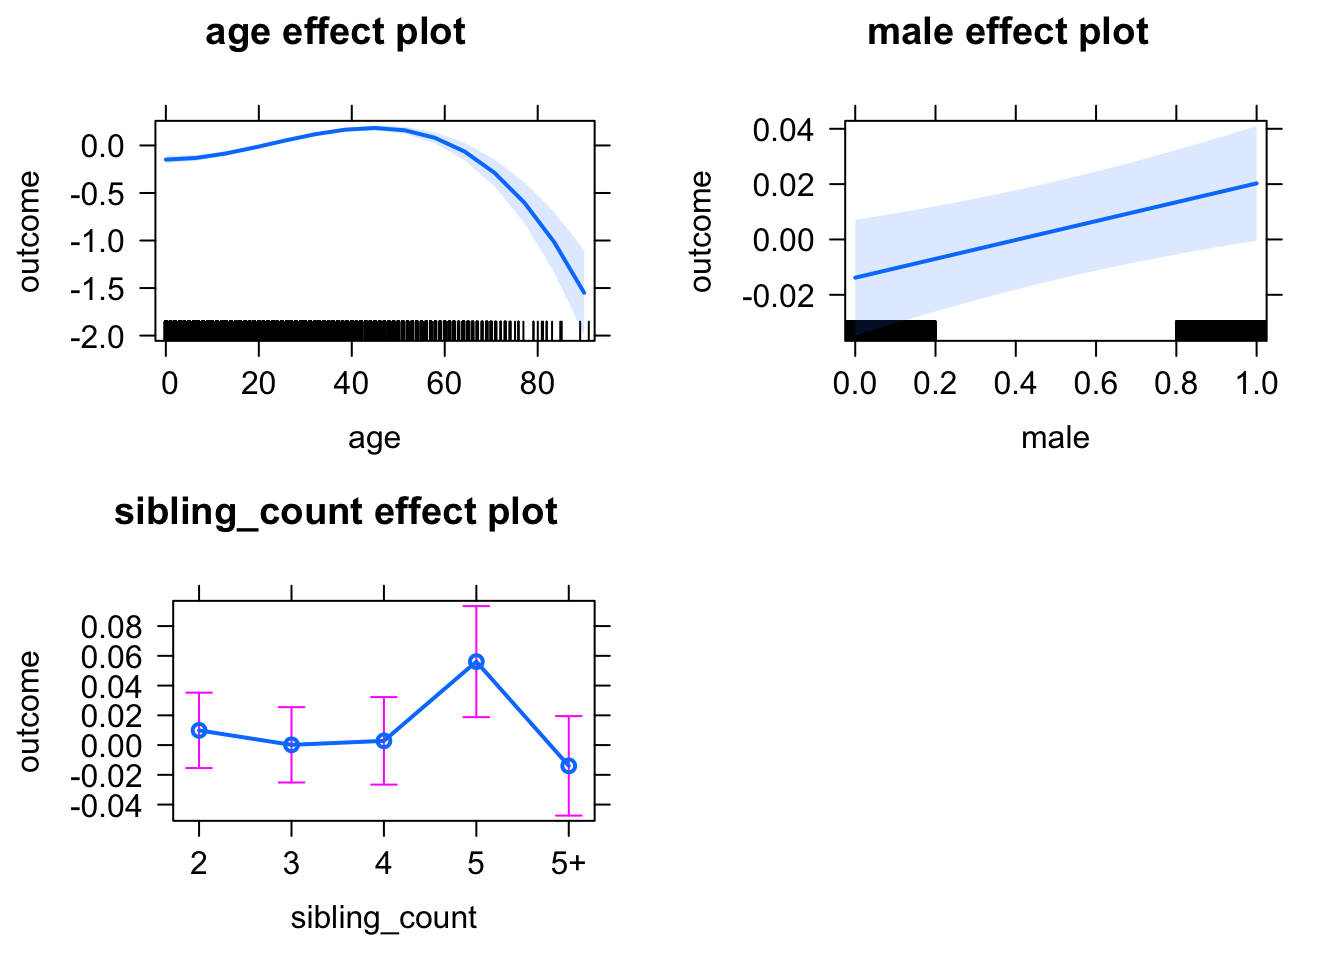 age effect plot
outcome
0.0
-0.5
-1.0
-1.5
-2.0
0 20 40 60 80
age
male effect plot
outcome
0.04
0.02
0.00
-0.02
0.0 0.2 0.4 0.6 0.8 1.0
male
sibling_count effect plot
outcome
0.08
0.06
0.04
0.02
0.00
-0.02
-0.04
2 3 4 5 5+
sibling_count